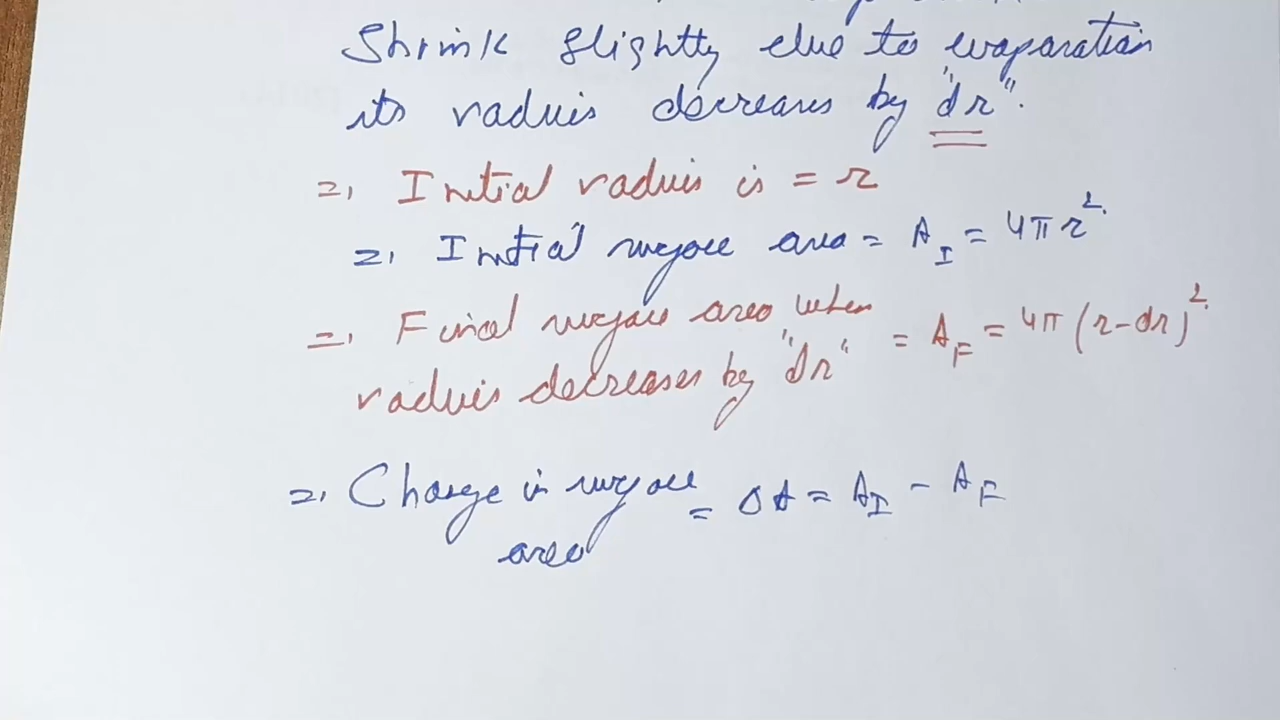 Shrink slightly due to evaparation
its radius decreases by "dr".
=, Initial radius is = r
=, Initial surface area = A_I = 4πr².
=, Final surface area when = A_F = 4π(r-dr)².
radius decreases by "dr"
=, Change in surface = ΔA = A_I - A_F
area